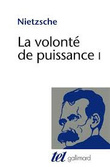 Nietzsche
La volonté
de puissance I
tel gallimard